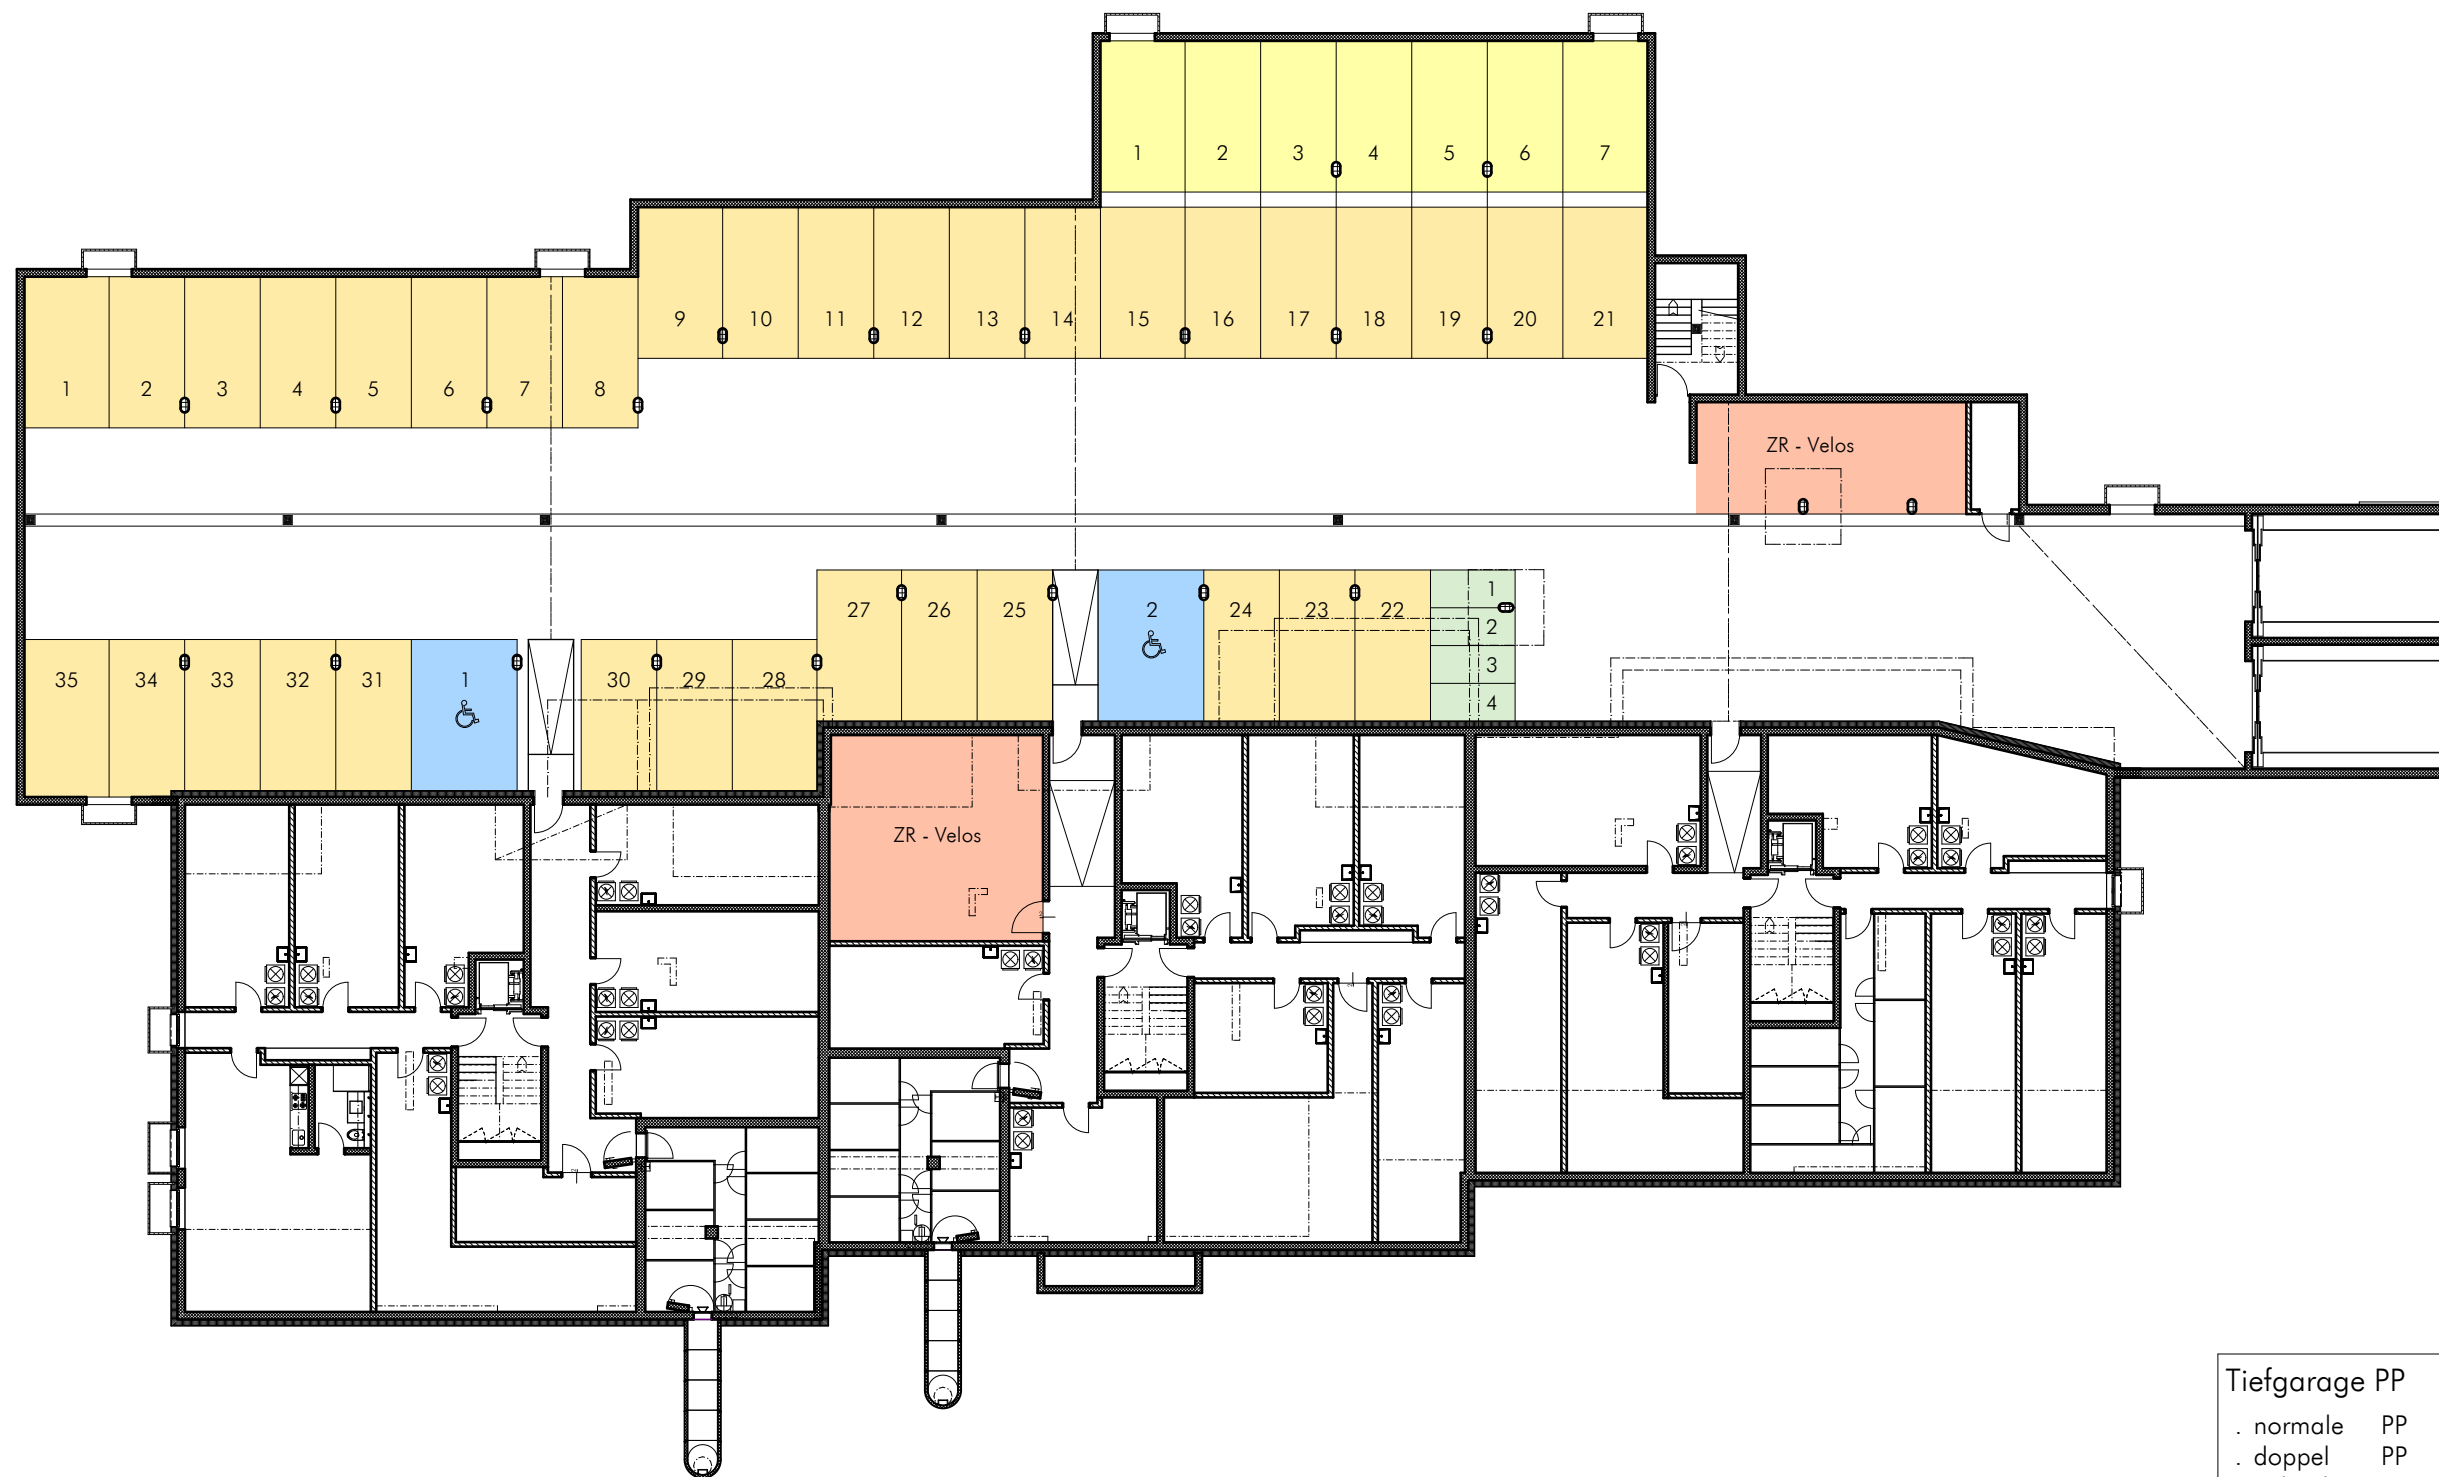 1 2 3 4 5 6 7
9 10 11 12 13 14 15 16 17 18 19 20 21
1 2 3 4 5 6 7 8
ZR - Velos
27 26 25 2 24 23 22 1
2
3
4
35 34 33 32 31 1 30 29 28
ZR - Velos
Tiefgarage PP
. normale PP
. doppel PP